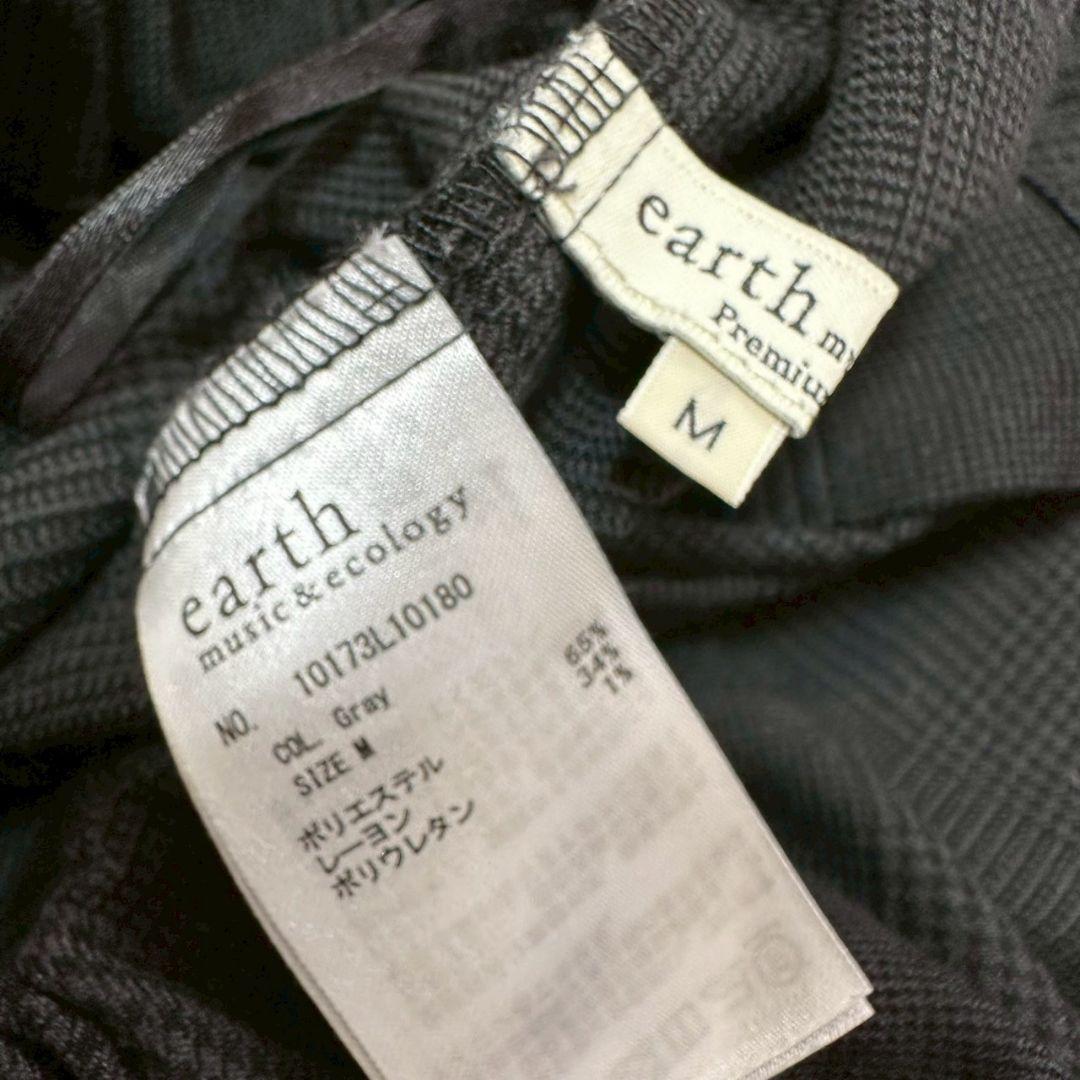 earth
Premium
M
earth
music&ecology
NO. 10173L10180
COL. Gray
SIZE M
ポリエステル 65%
レーヨン 34%
ポリウレタン 1%